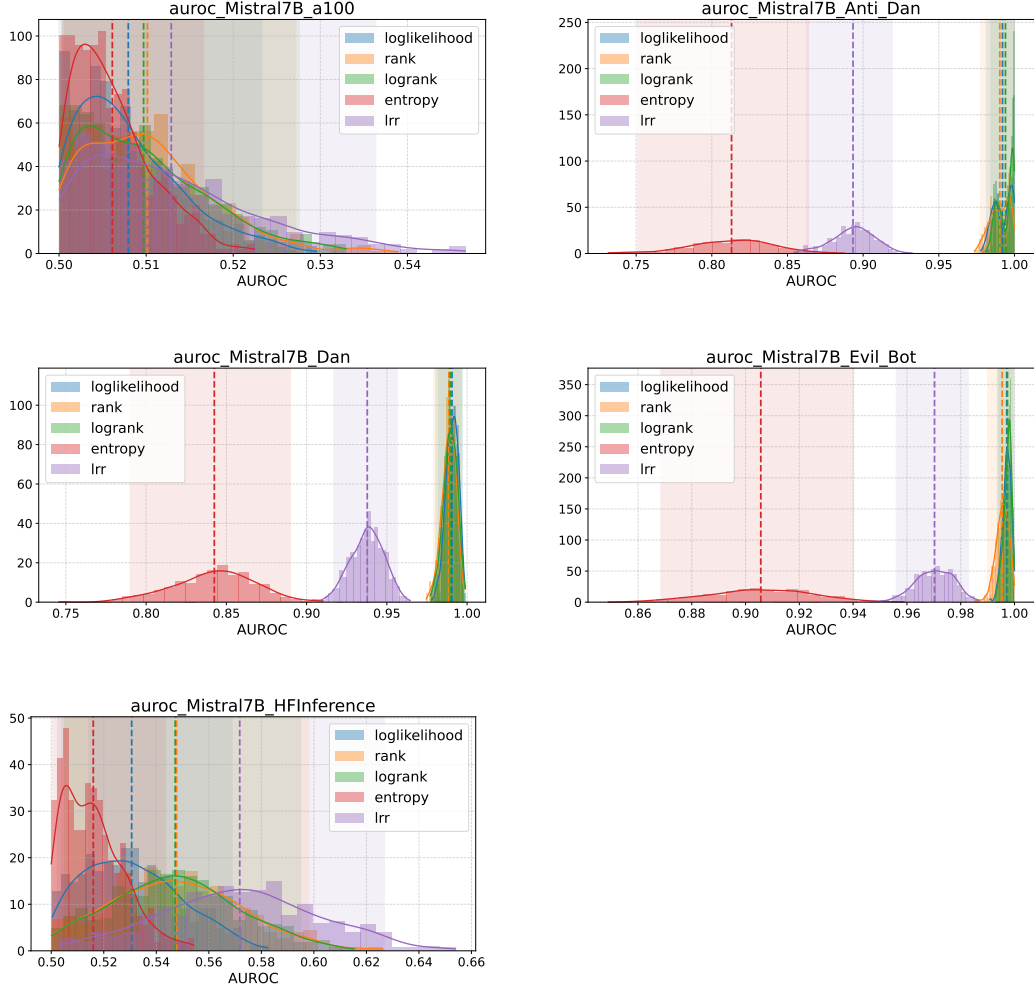 auroc_Mistral7B_a100
100
80
60
40
20
0
0.50 0.51 0.52 0.53 0.54
AUROC
loglikelihood
rank
logrank
entropy
lrr
auroc_Mistral7B_Anti_Dan
250
200
150
100
50
0
0.75 0.80 0.85 0.90 0.95 1.00
AUROC
loglikelihood
rank
logrank
entropy
lrr
auroc_Mistral7B_Dan
100
80
60
40
20
0
0.75 0.80 0.85 0.90 0.95 1.00
AUROC
loglikelihood
rank
logrank
entropy
lrr
auroc_Mistral7B_Evil_Bot
350
300
250
200
150
100
50
0
0.86 0.88 0.90 0.92 0.94 0.96 0.98 1.00
AUROC
loglikelihood
rank
logrank
entropy
lrr
auroc_Mistral7B_HFInference
50
40
30
20
10
0
0.50 0.52 0.54 0.56 0.58 0.60 0.62 0.64 0.66
AUROC
loglikelihood
rank
logrank
entropy
lrr